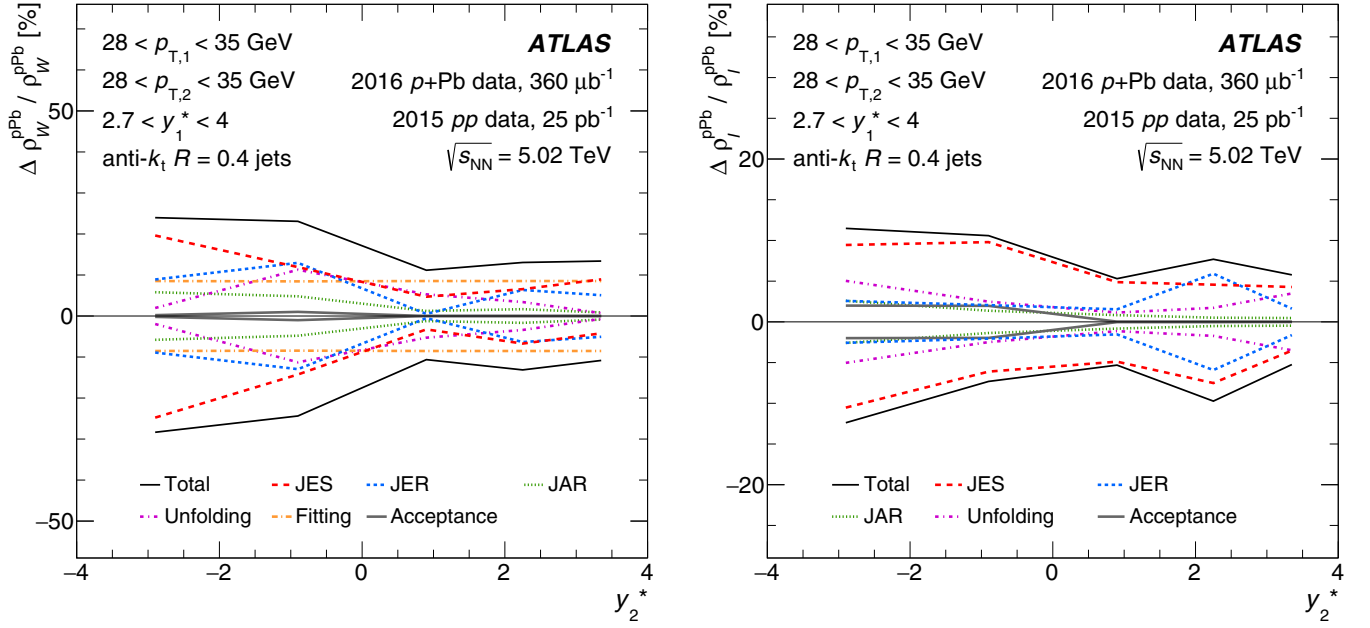 Δ ρ_W^pPb / ρ_W^pPb [%]
28 < p_T,1 < 35 GeV
ATLAS
28 < p_T,2 < 35 GeV
2016 p+Pb data, 360 μb⁻¹
2.7 < y_1* < 4
2015 pp data, 25 pb⁻¹
anti-k_t R = 0.4 jets
√s_NN = 5.02 TeV
50
0
−50
Total
JES
JER
JAR
Unfolding
Fitting
Acceptance
−4 −2 0 2 4
y_2*
Δ ρ_I^pPb / ρ_I^pPb [%]
28 < p_T,1 < 35 GeV
ATLAS
28 < p_T,2 < 35 GeV
2016 p+Pb data, 360 μb⁻¹
2.7 < y_1* < 4
2015 pp data, 25 pb⁻¹
anti-k_t R = 0.4 jets
√s_NN = 5.02 TeV
20
0
−20
Total
JES
JER
JAR
Unfolding
Acceptance
−4 −2 0 2 4
y_2*